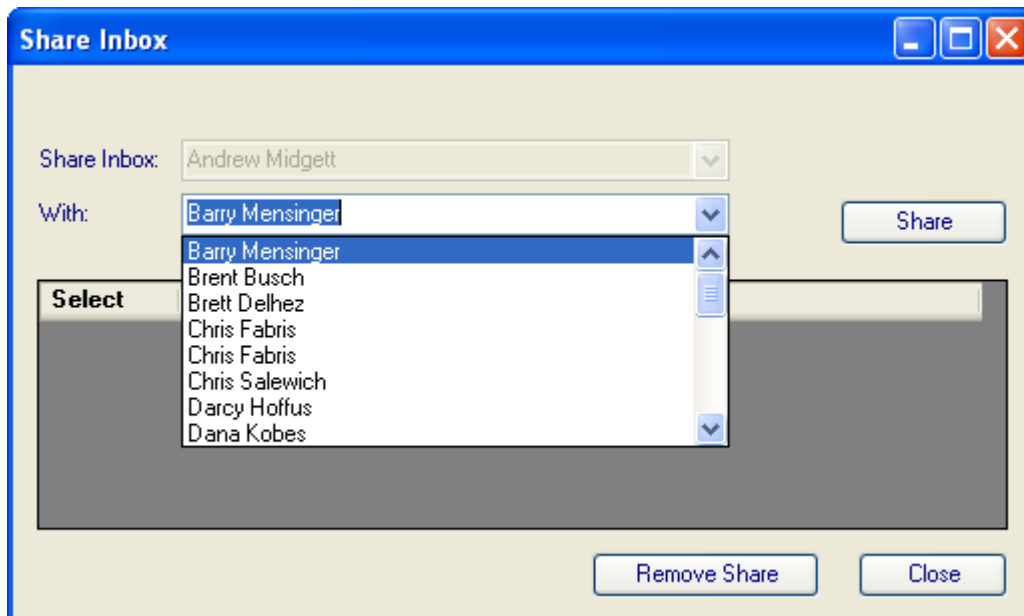 Share Inbox
Share Inbox: Andrew Midgett
With: Barry Mensinger
Share
Barry Mensinger
Brent Busch
Brett Delhez
Chris Fabris
Chris Fabris
Chris Salewich
Darcy Hoffus
Dana Kobes
Select
Remove Share Close